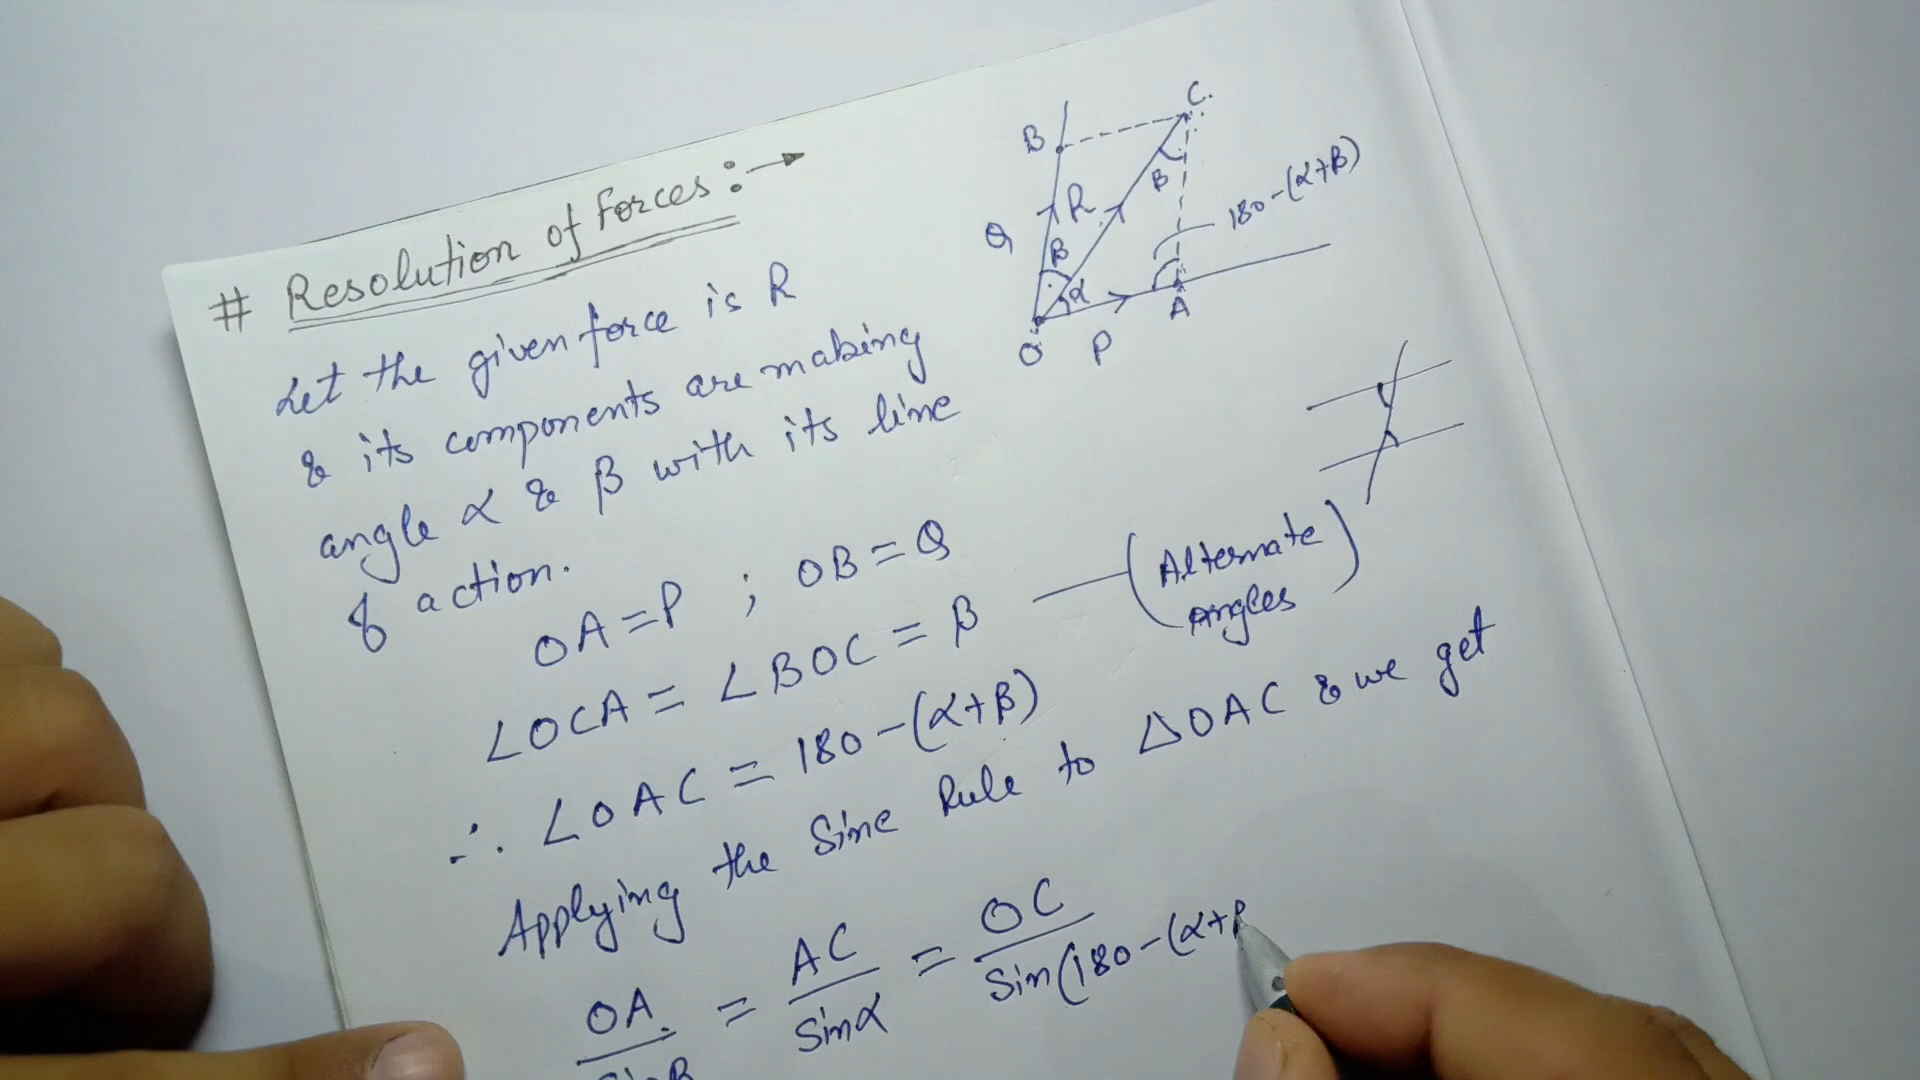 # Resolution of Forces:→
Let the given force is R
& its components are making
angle α & β with its line
of action.
OA = P ; OB = Q
∠OCA = ∠BOC = β — (Alternate Angles)
∴ ∠OAC = 180-(α+β)
Applying the Sine Rule to △OAC & we get
OA/Sinβ = AC/Sinα = OC/Sin(180-(α+β
B
C.
Q
R
β
β
180-(α+β)
α
O
P
A